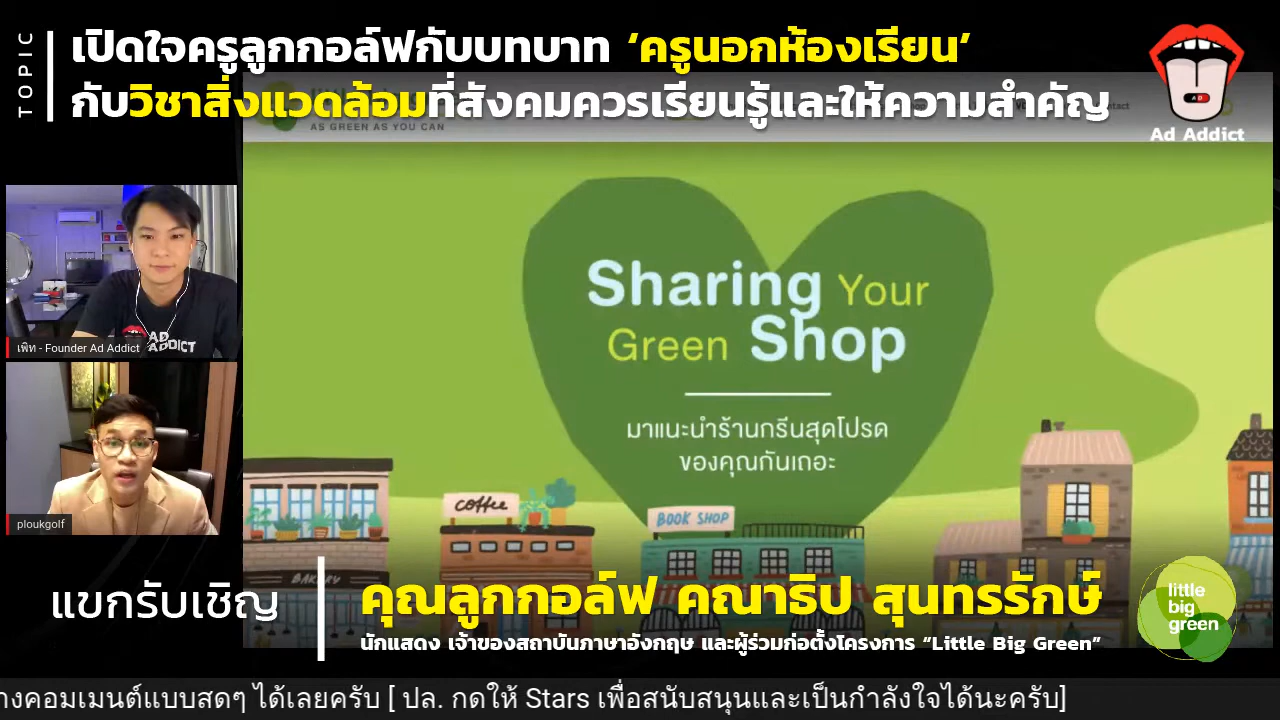 TOPIC
เปิดใจครูลูกกอล์ฟกับบทบาท ‘ครูนอกห้องเรียน’
กับวิชาสิ่งแวดล้อมที่สังคมควรเรียนรู้และให้ความสำคัญ
AS GREEN AS YOU CAN
AD
Ad Addict
Sharing Your
Green Shop
มาแนะนำร้านกรีนสุดโปรด
ของคุณกันเถอะ
AD
ADDICT
เพิท - Founder Ad Addict
ploukgolf
coffee
BOOK SHOP
BAKERY
แขกรับเชิญ
คุณลูกกอล์ฟ คณาธิป สุนทรรักษ์
นักแสดง เจ้าของสถาบันภาษาอังกฤษ และผู้ร่วมก่อตั้งโครงการ “Little Big Green”
little
big
green
างคอมเมนต์แบบสดๆ ได้เลยครับ [ ปล. กดให้ Stars เพื่อสนับสนุนและเป็นกำลังใจได้นะครับ]